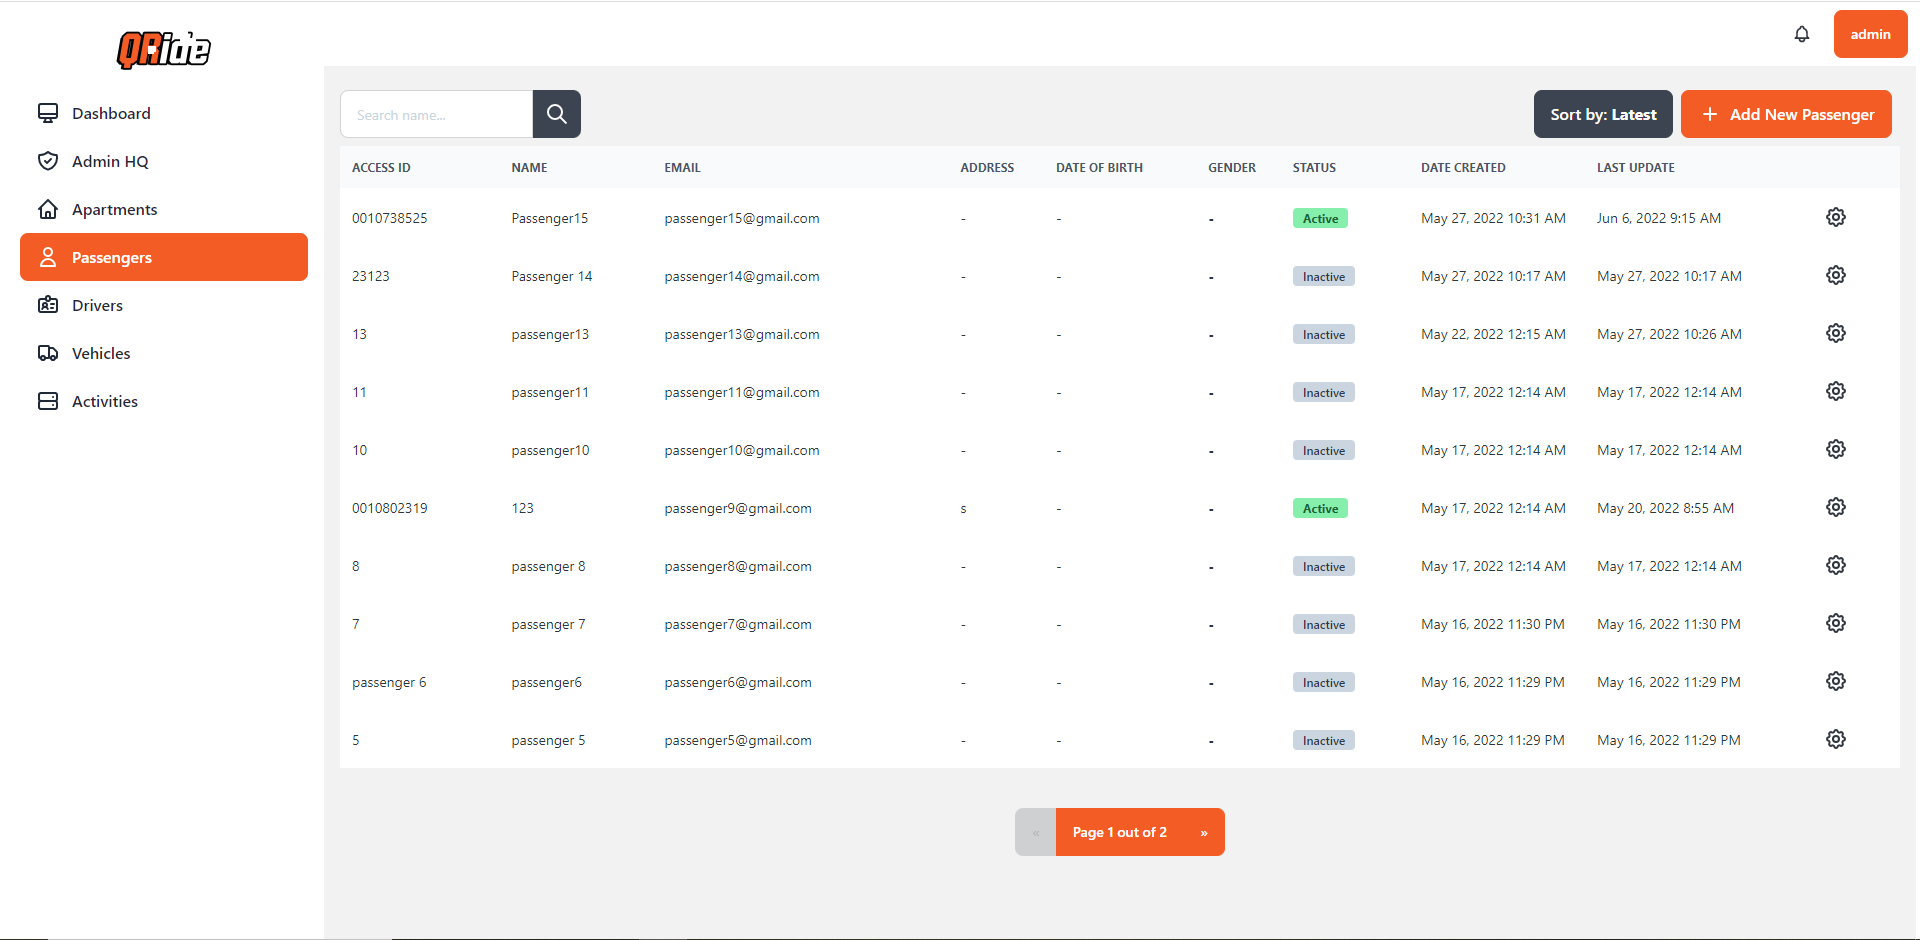 QRide
admin
Dashboard
Admin HQ
Apartments
Passengers
Drivers
Vehicles
Activities
Search name...
Sort by: Latest
+ Add New Passenger
ACCESS ID NAME EMAIL ADDRESS DATE OF BIRTH GENDER STATUS DATE CREATED LAST UPDATE
0010738525 Passenger15 passenger15@gmail.com - - - Active May 27, 2022 10:31 AM Jun 6, 2022 9:15 AM
23123 Passenger 14 passenger14@gmail.com - - - Inactive May 27, 2022 10:17 AM May 27, 2022 10:17 AM
13 passenger13 passenger13@gmail.com - - - Inactive May 22, 2022 12:15 AM May 27, 2022 10:26 AM
11 passenger11 passenger11@gmail.com - - - Inactive May 17, 2022 12:14 AM May 17, 2022 12:14 AM
10 passenger10 passenger10@gmail.com - - - Inactive May 17, 2022 12:14 AM May 17, 2022 12:14 AM
0010802319 123 passenger9@gmail.com s - - Active May 17, 2022 12:14 AM May 20, 2022 8:55 AM
8 passenger 8 passenger8@gmail.com - - - Inactive May 17, 2022 12:14 AM May 17, 2022 12:14 AM
7 passenger 7 passenger7@gmail.com - - - Inactive May 16, 2022 11:30 PM May 16, 2022 11:30 PM
passenger 6 passenger6 passenger6@gmail.com - - - Inactive May 16, 2022 11:29 PM May 16, 2022 11:29 PM
5 passenger 5 passenger5@gmail.com - - - Inactive May 16, 2022 11:29 PM May 16, 2022 11:29 PM
« Page 1 out of 2 »